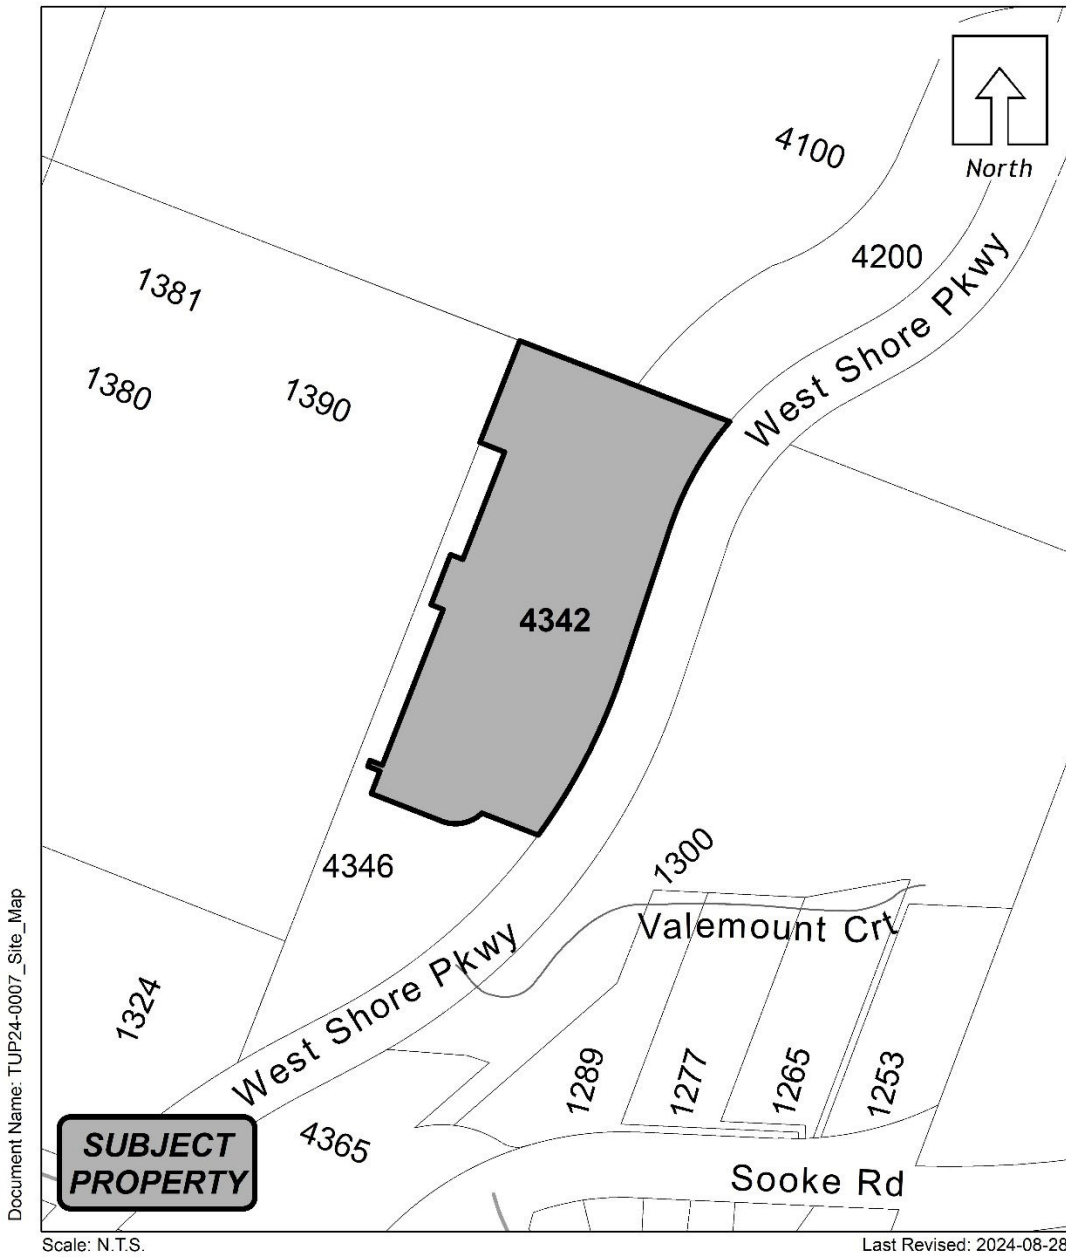 4100
North
4200
West Shore Pkwy
1381
1380
1390
4342
4346
1300
Valemount Crt
West Shore Pkwy
1324
1289
1277
1265
1253
4365
Sooke Rd
SUBJECT
PROPERTY
Document Name: TUP24-0007_Site_Map
Scale: N.T.S.
Last Revised: 2024-08-28